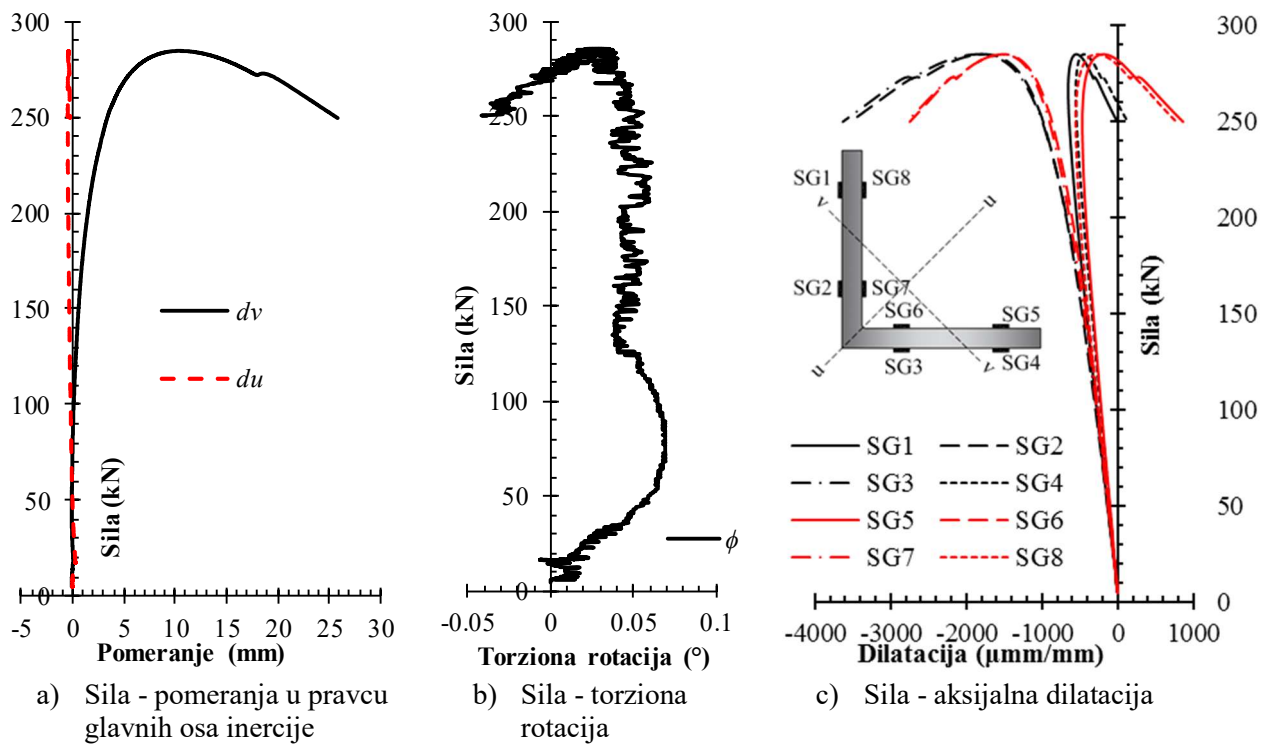 300
250
200
150
100
50
0
-5 0 5 10 15 20 25 30
Sila (kN)
Pomeranje (mm)
dv
du
a) Sila - pomeranja u pravcu
glavnih osa inercije
300
250
200
150
100
50
0
-0.05 0 0.05 0.1
Sila (kN)
Torziona rotacija (°)
ϕ
b) Sila - torziona
rotacija
300
250
200
150
100
50
0
-4000 -3000 -2000 -1000 0 1000
Sila (kN)
Dilatacija (µmm/mm)
SG1 SG8
v u
SG2 SG7
SG6 SG5
u SG3 v SG4
SG1 SG2
SG3 SG4
SG5 SG6
SG7 SG8
c) Sila - aksijalna dilatacija